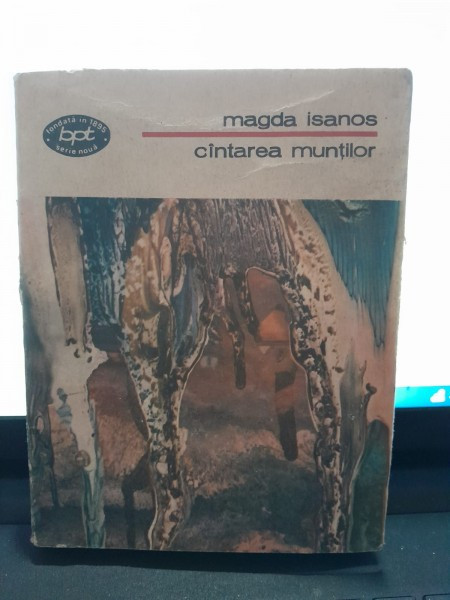 fondată în 1895
bpt
serie nouă
magda isanos
cîntarea munților